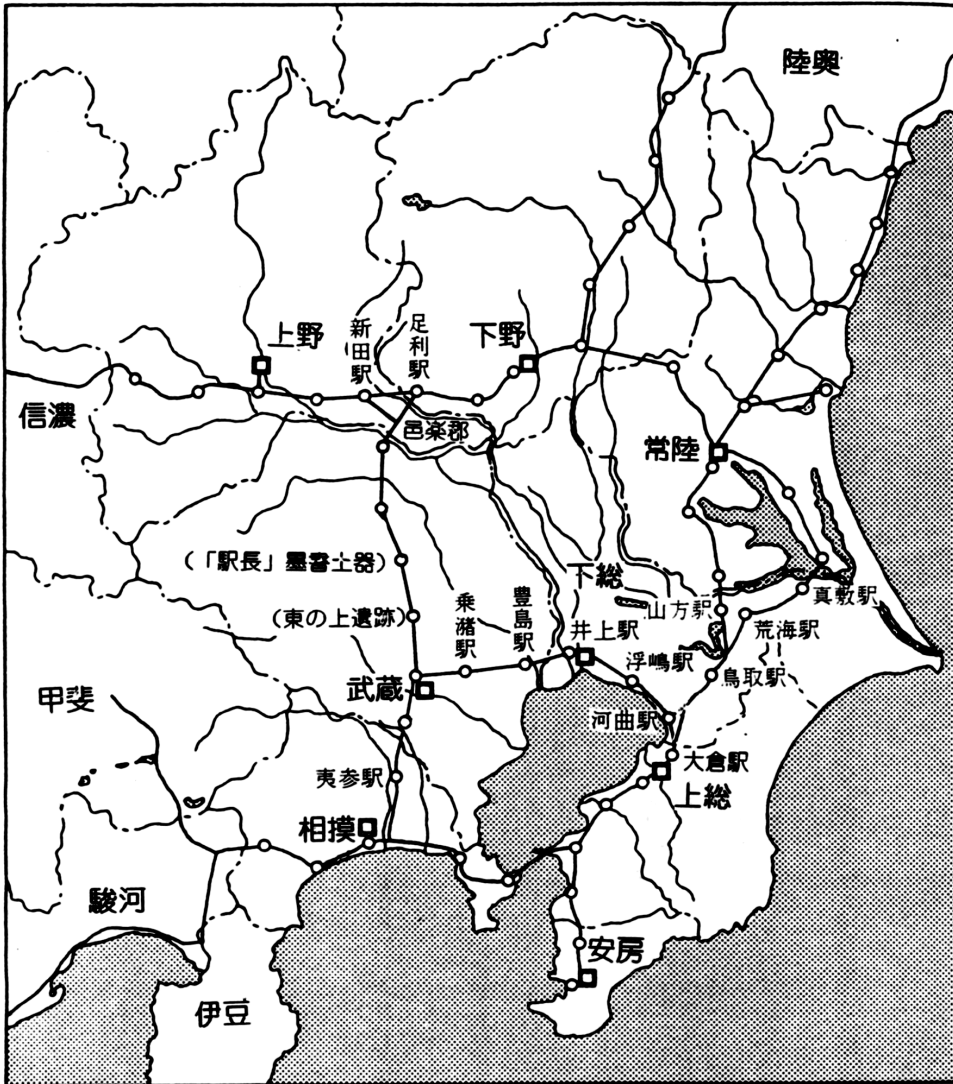 陸奥
上野
新田駅
足利駅
下野
信濃
邑楽郡
常陸
(「駅長」墨書土器)
下総
(東の上遺跡)
乗潴駅
豊島駅
井上駅
山方駅
真敷駅
荒海駅
浮嶋駅
鳥取駅
甲斐
武蔵
河曲駅
夷参駅
大倉駅
上総
相摸
駿河
安房
伊豆